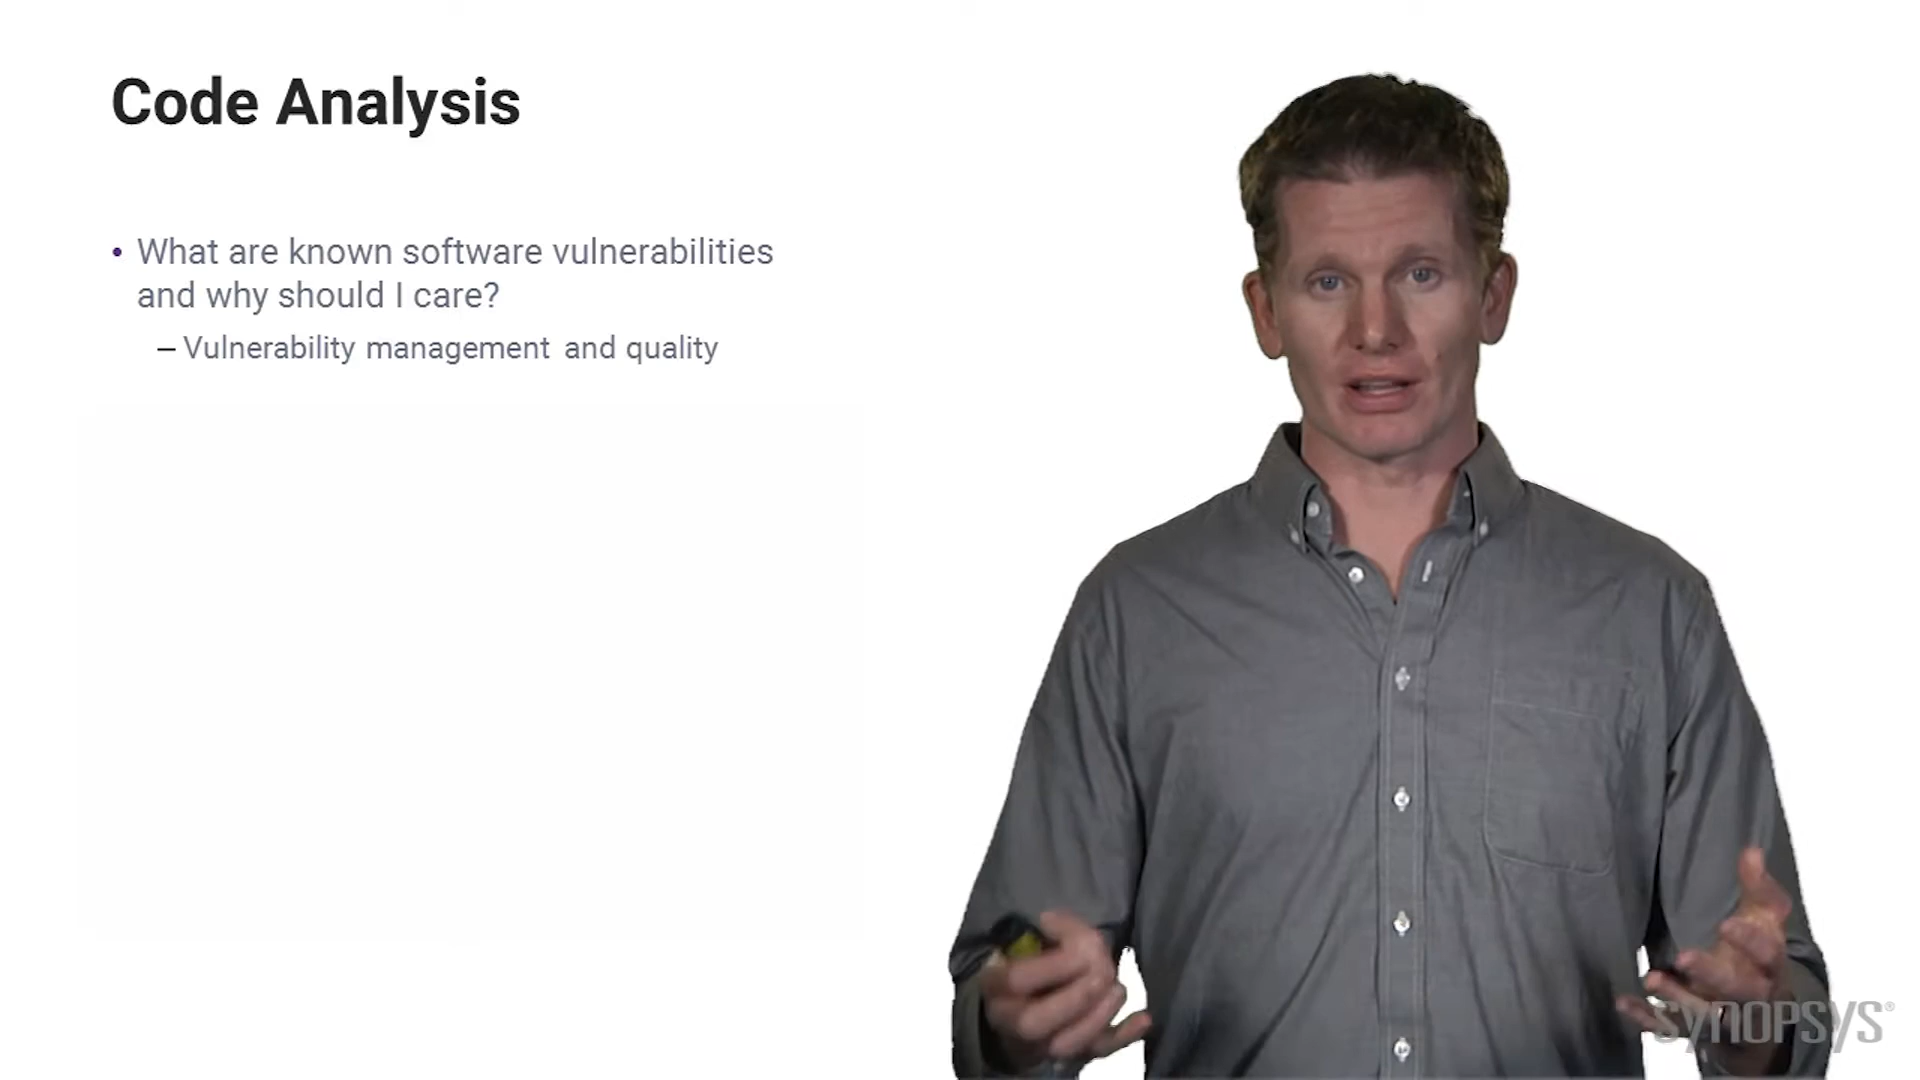 Code Analysis
• What are known software vulnerabilities
and why should I care?
– Vulnerability management and quality
SYNOPSYS®